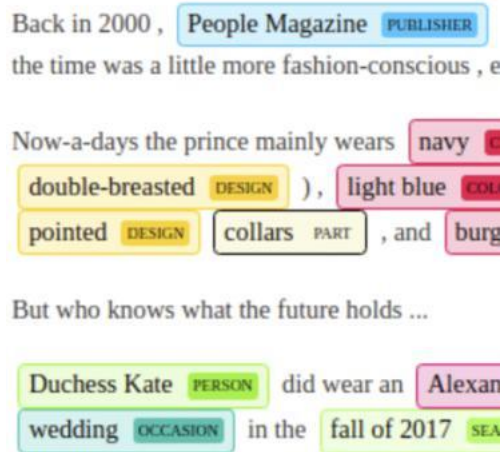 Back in 2000 , People Magazine PUBLISHER
the time was a little more fashion-conscious ,
Now-a-days the prince mainly wears navy
double-breasted DESIGN ) , light blue
pointed DESIGN collars PART , and
But who knows what the future holds ...
Duchess Kate PERSON did wear an
wedding OCCASION in the fall of 2017